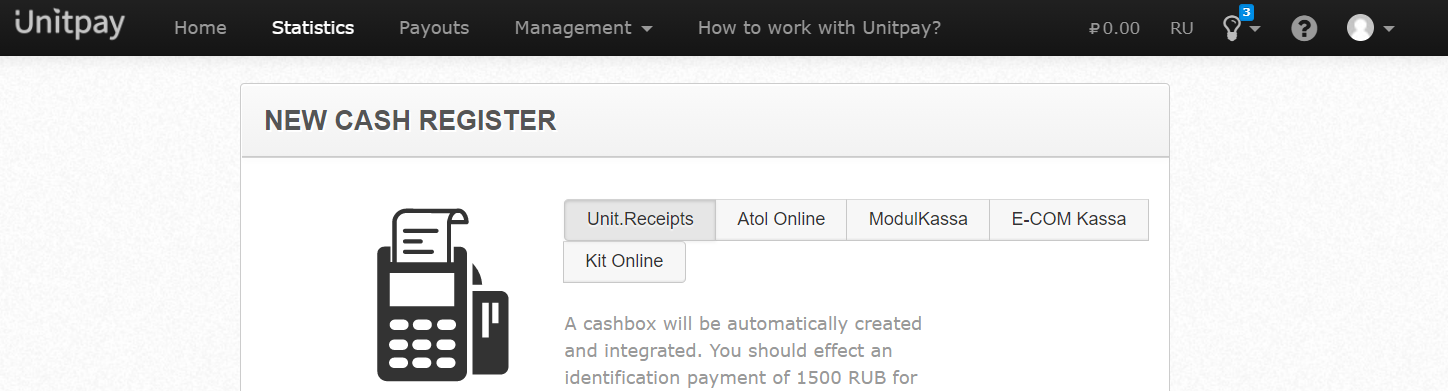 Unitpay Home Statistics Payouts Management How to work with Unitpay? ₽0.00 RU 3 ?
NEW CASH REGISTER
Unit.Receipts Atol Online ModulKassa E-COM Kassa
Kit Online
A cashbox will be automatically created
and integrated. You should effect an
identification payment of 1500 RUB for